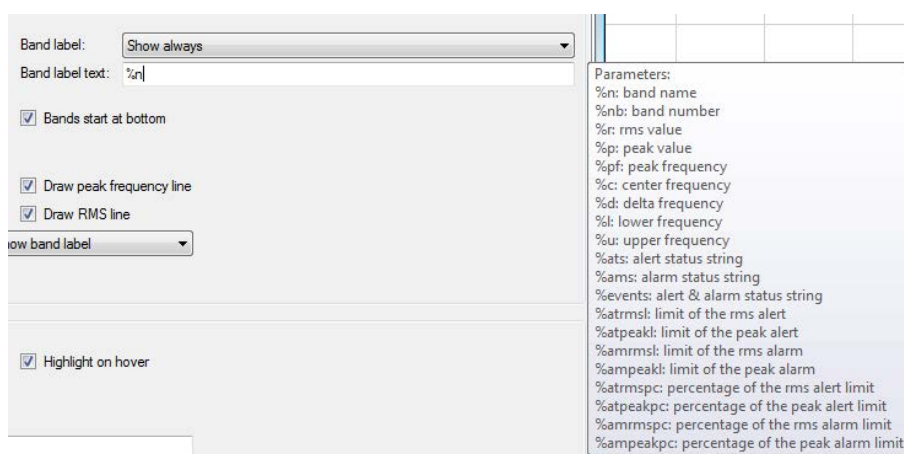 Band label: Show always
Band label text: %n
Bands start at bottom
Draw peak frequency line
Draw RMS line
ow band label
Highlight on hover
Parameters:
%n: band name
%nb: band number
%r: rms value
%p: peak value
%pf: peak frequency
%c: center frequency
%d: delta frequency
%l: lower frequency
%u: upper frequency
%ats: alert status string
%ams: alarm status string
%events: alert & alarm status string
%atrmsl: limit of the rms alert
%atpeakl: limit of the peak alert
%amrmsl: limit of the rms alarm
%ampeakl: limit of the peak alarm
%atrmspc: percentage of the rms alert limit
%atpeakpc: percentage of the peak alert limit
%amrmspc: percentage of the rms alarm limit
%ampeakpc: percentage of the peak alarm limit